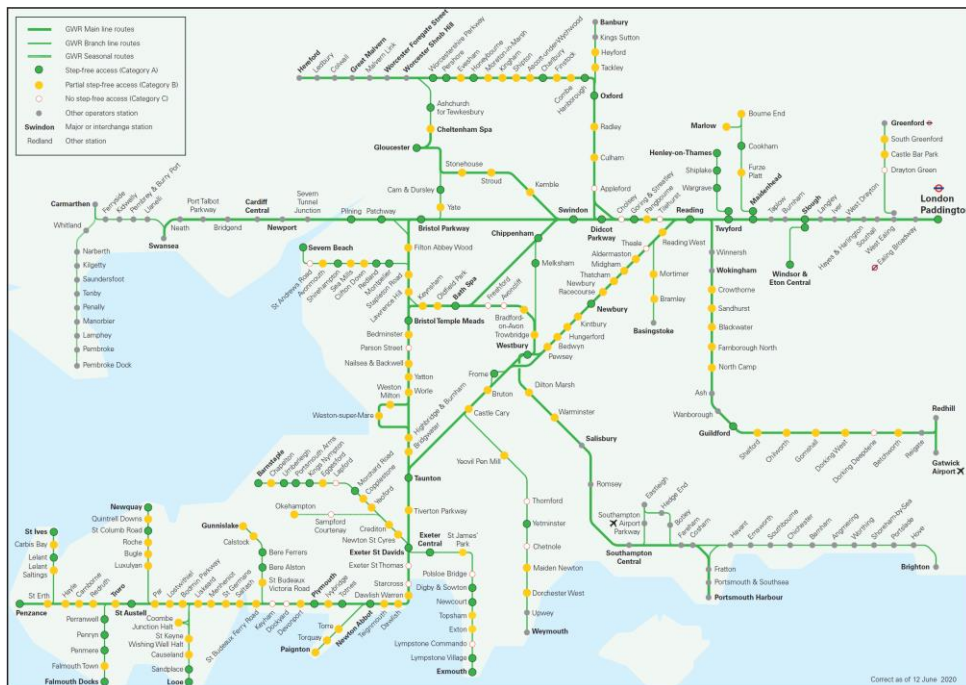 GWR Main line routes
GWR Branch line routes
GWR Seasonal routes
Step-free access (Category A)
Partial step-free access (Category B)
No step-free access (Category C)
Other operators station
Swindon Major or interchange station
Redland Other station
Hereford
Ledbury
Colwall
Great Malvern
Malvern Link
Worcester Foregate Street
Worcester Shrub Hill
Worcestershire Parkway
Pershore
Evesham
Honeybourne
Moreton-in-Marsh
Kingham
Shipton
Ascott-under-Wychwood
Charlbury
Finstock
Combe
Hanborough
Banbury
Kings Sutton
Heyford
Tackley
Oxford
Radley
Culham
Appleford
Ashchurch
for Tewkesbury
Cheltenham Spa
Gloucester
Stonehouse
Stroud
Kemble
Cam & Dursley
Yate
Bourne End
Marlow
Cookham
Furze
Platt
Maidenhead
Henley-on-Thames
Shiplake
Wargrave
Greenford
South Greenford
Castle Bar Park
Drayton Green
Carmarthen
Ferryside
Kidwelly
Pembrey & Burry Port
Llanelli
Whitland
Swansea
Neath
Port Talbot
Parkway
Bridgend
Cardiff
Central
Newport
Severn
Tunnel
Junction
Pilning
Patchway
Bristol Parkway
Swindon
Didcot
Parkway
Cholsey
Goring & Streatley
Pangbourne
Tilehurst
Reading
Twyford
Taplow
Burnham
Slough
Langley
Iver
West Drayton
Hayes & Harlington
Southall
West Ealing
Ealing Broadway
London
Paddington
Windsor &
Eton Central
Narberth
Kilgetty
Saundersfoot
Tenby
Penally
Manorbier
Lamphey
Pembroke
Pembroke Dock
Severn Beach
St Andrews Road
Avonmouth
Shirehampton
Sea Mills
Clifton Down
Redland
Montpelier
Stapleton Road
Lawrence Hill
Filton Abbey Wood
Chippenham
Melksham
Keynsham
Oldfield Park
Bath Spa
Freshford
Avoncliff
Bradford-
on-Avon
Trowbridge
Westbury
Bristol Temple Meads
Bedminster
Parson Street
Nailsea & Backwell
Yatton
Worle
Weston
Milton
Weston-super-Mare
Highbridge & Burnham
Bridgwater
Taunton
Tiverton Parkway
Reading West
Theale
Aldermaston
Midgham
Thatcham
Newbury
Racecourse
Newbury
Kintbury
Hungerford
Bedwyn
Pewsey
Mortimer
Bramley
Basingstoke
Winnersh
Wokingham
Crowthorne
Sandhurst
Blackwater
Farnborough North
North Camp
Ash
Wanborough
Guildford
Shalford
Chilworth
Gomshall
Dorking West
Dorking Deepdene
Betchworth
Reigate
Redhill
Gatwick
Airport
Frome
Bruton
Castle Cary
Dilton Marsh
Warminster
Salisbury
Romsey
Yeovil Pen Mill
Thornford
Yetminster
Chetnole
Maiden Newton
Dorchester West
Upwey
Weymouth
Eastleigh
Hedge End
Botley
Southampton
Airport
Parkway
Southampton
Central
Fareham
Cosham
Fratton
Portsmouth & Southsea
Portsmouth Harbour
Havant
Emsworth
Southbourne
Chichester
Barnham
Angmering
Worthing
Shoreham-by-Sea
Portslade
Hove
Brighton
Barnstaple
Chapelton
Umberleigh
Portsmouth Arms
Kings Nympton
Eggesford
Lapford
Morchard Road
Copplestone
Yeoford
Crediton
Newton St Cyres
Okehampton
Sampford
Courtenay
Exeter St Davids
Exeter
Central
St James'
Park
Exeter St Thomas
Starcross
Dawlish Warren
Polsloe Bridge
Digby & Sowton
Newcourt
Topsham
Exton
Lympstone Commando
Lympstone Village
Exmouth
Newquay
Quintrell Downs
St Columb Road
Roche
Bugle
Luxulyan
Gunnislake
Calstock
Bere Ferrers
Bere Alston
St Budeaux
Victoria Road
St Ives
Carbis Bay
Lelant
Lelant
Saltings
St Erth
Penzance
Hayle
Camborne
Redruth
Truro
St Austell
Par
Lostwithiel
Bodmin Parkway
Liskeard
Menheniot
St Germans
Saltash
St Budeaux Ferry Road
Keyham
Dockyard
Devonport
Plymouth
Ivybridge
Totnes
Newton Abbot
Teignmouth
Dawlish
Torre
Torquay
Paignton
Perranwell
Penryn
Penmere
Falmouth Town
Falmouth Docks
Coombe
Junction Halt
St Keyne
Wishing Well Halt
Causeland
Sandplace
Looe
Correct as of 12 June 2020